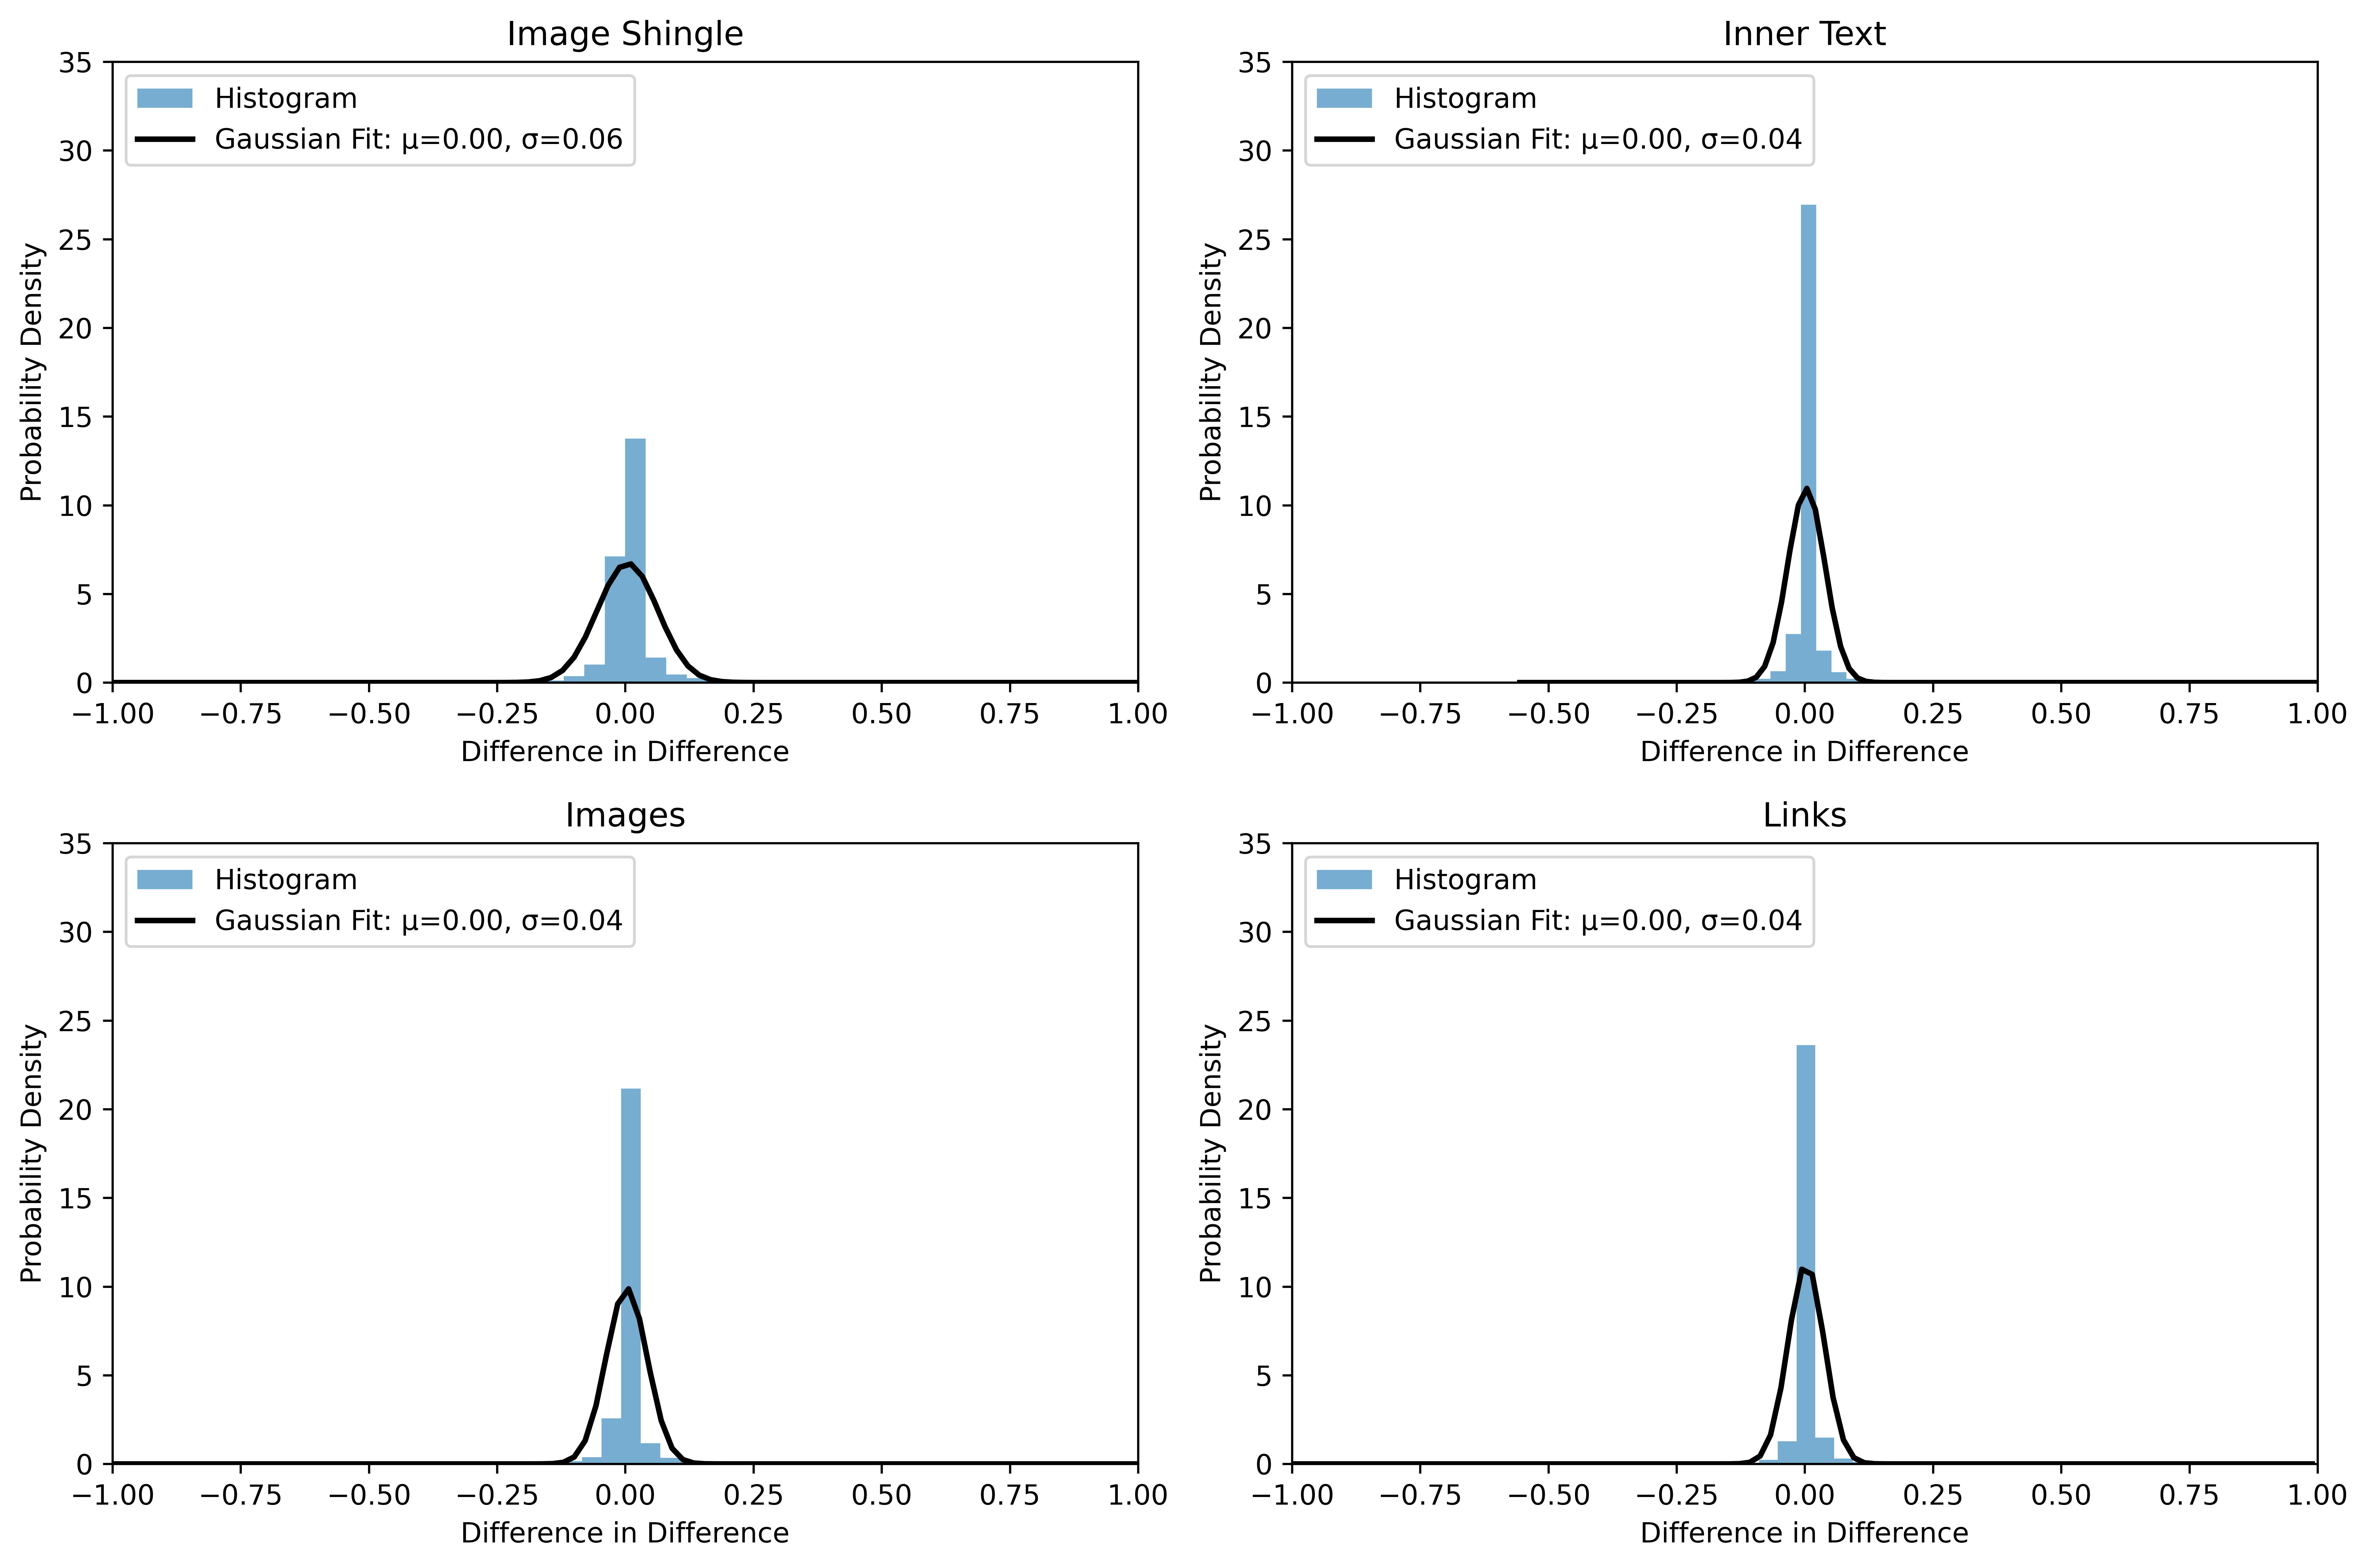 Image Shingle
35
30
25
20
15
10
5
0
Probability Density
Histogram
Gaussian Fit: μ=0.00, σ=0.06
−1.00 −0.75 −0.50 −0.25 0.00 0.25 0.50 0.75 1.00
Difference in Difference
Inner Text
35
30
25
20
15
10
5
0
Probability Density
Histogram
Gaussian Fit: μ=0.00, σ=0.04
−1.00 −0.75 −0.50 −0.25 0.00 0.25 0.50 0.75 1.00
Difference in Difference
Images
35
30
25
20
15
10
5
0
Probability Density
Histogram
Gaussian Fit: μ=0.00, σ=0.04
−1.00 −0.75 −0.50 −0.25 0.00 0.25 0.50 0.75 1.00
Difference in Difference
Links
35
30
25
20
15
10
5
0
Probability Density
Histogram
Gaussian Fit: μ=0.00, σ=0.04
−1.00 −0.75 −0.50 −0.25 0.00 0.25 0.50 0.75 1.00
Difference in Difference